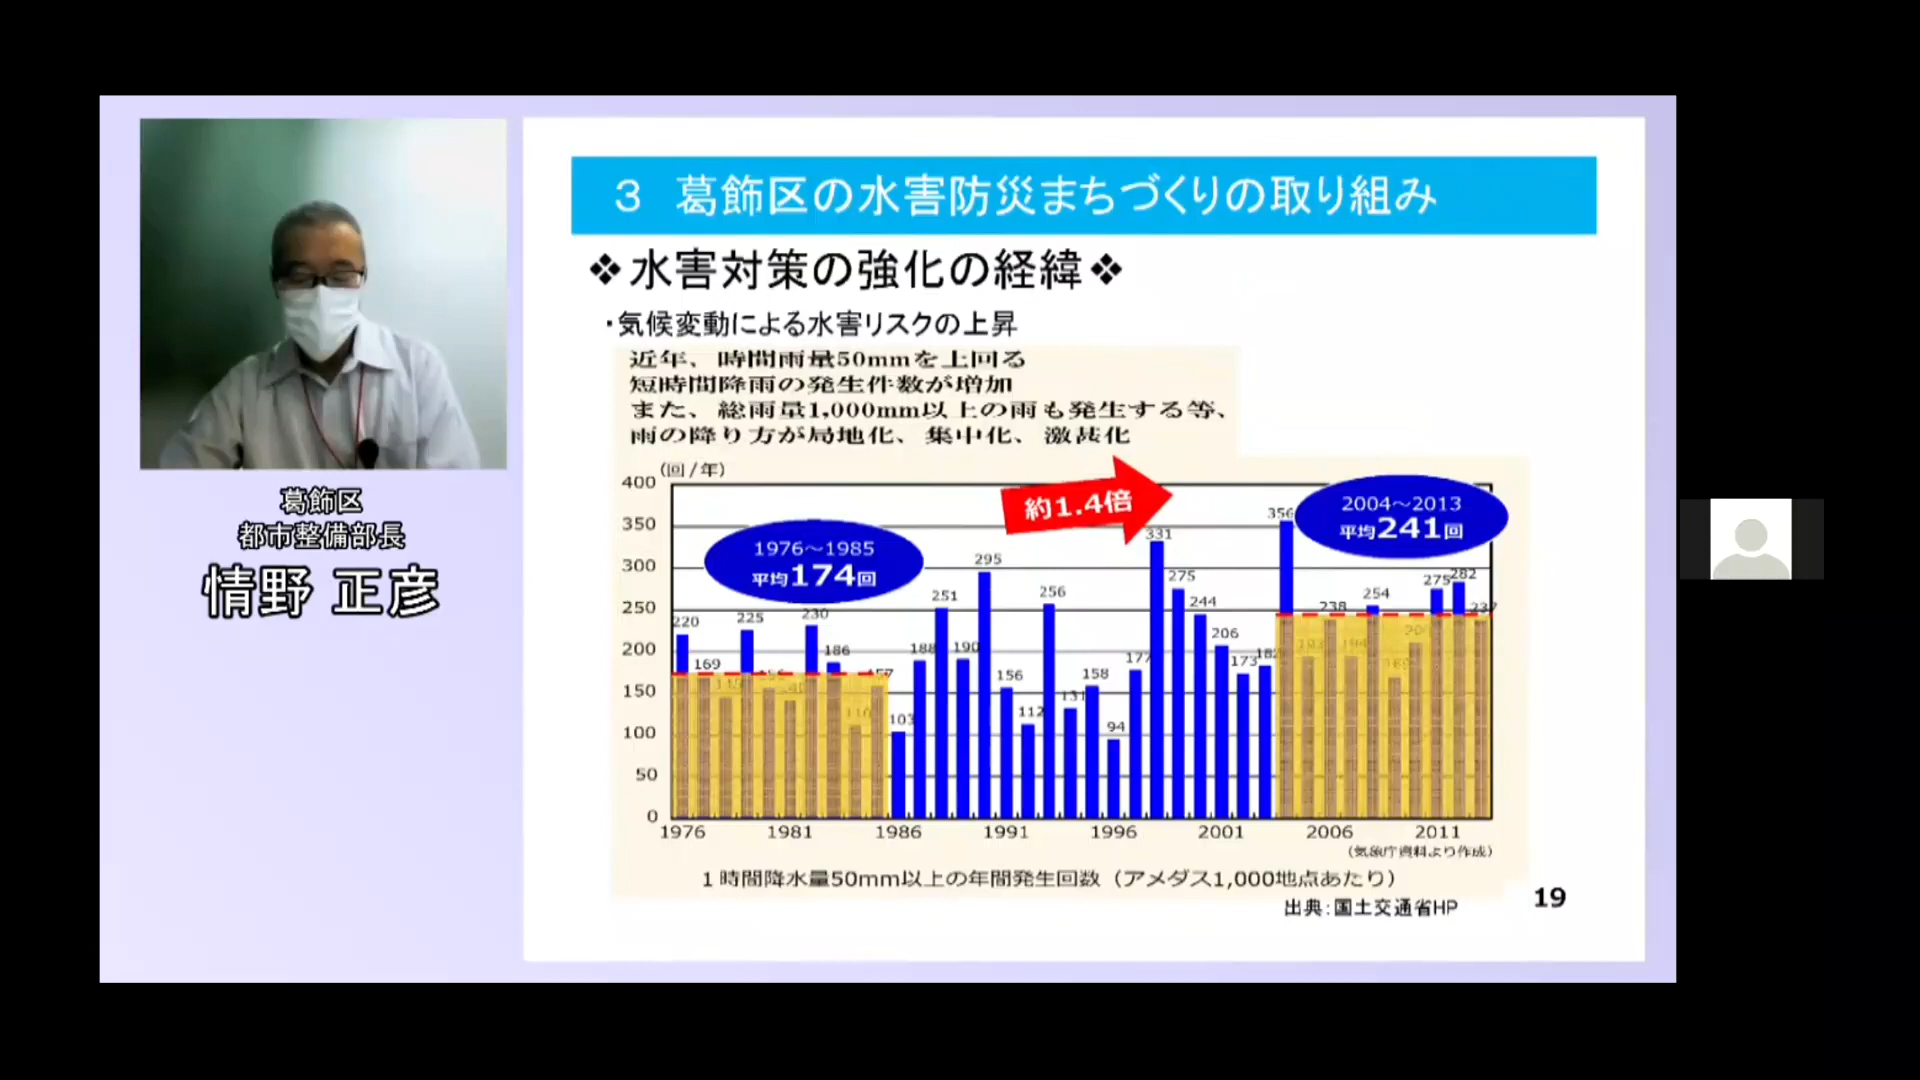 葛飾区
都市整備部長
情野 正彦
3 葛飾区の水害防災まちづくりの取り組み
❖水害対策の強化の経緯❖
・気候変動による水害リスクの上昇
近年、時間雨量50mmを上回る
短時間降雨の発生件数が増加
また、総雨量1,000mm以上の雨も発生する等、
雨の降り方が局地化、集中化、激甚化
(回/年)
400
350
300
250
200
150
100
50
0
約1.4倍
1976～1985
平均174回
2004～2013
平均241回
220
169
225
230
186
157
103
188
251
190
295
156
112
256
131
158
94
177
331
275
244
206
173
182
356
238
254
275
282
237
1976 1981 1986 1991 1996 2001 2006 2011
(気象庁資料より作成)
1時間降水量50mm以上の年間発生回数（アメダス1,000地点あたり）
出典：国土交通省HP
19